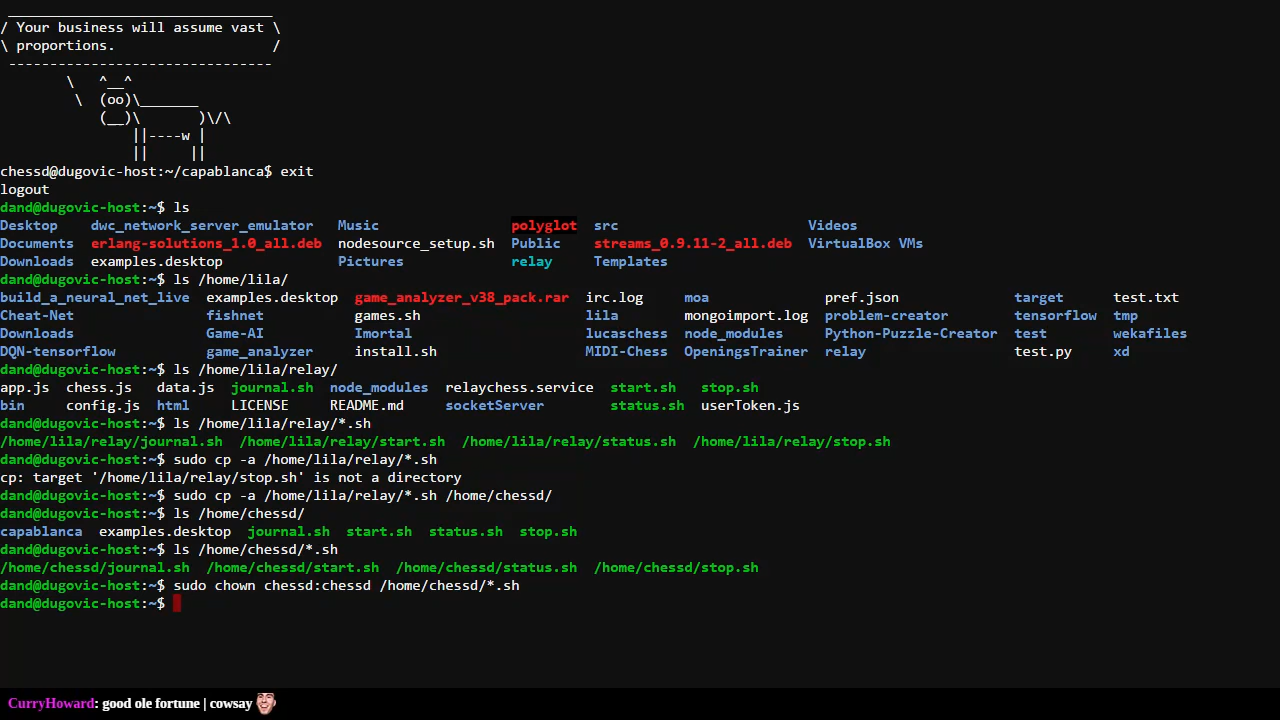 ________________________________
/ Your business will assume vast \
\ proportions.                   /
 --------------------------------
        \   ^__^
         \  (oo)\_______
            (__)\       )\/\
                ||----w |
                ||     ||
chessd@dugovic-host:~/capablanca$ exit
logout
dand@dugovic-host:~$ ls
Desktop    dwc_network_server_emulator   Music                polyglot  src                       Videos
Documents  erlang-solutions_1.0_all.deb  nodesource_setup.sh  Public    streams_0.9.11-2_all.deb  VirtualBox VMs
Downloads  examples.desktop              Pictures             relay     Templates
dand@dugovic-host:~$ ls /home/lila/
build_a_neural_net_live  examples.desktop  game_analyzer_v38_pack.rar  irc.log     moa              pref.json                target      test.txt
Cheat-Net                fishnet           games.sh                    lila        mongoimport.log  problem-creator          tensorflow  tmp
Downloads                Game-AI           Imortal                     lucaschess  node_modules     Python-Puzzle-Creator    test        wekafiles
DQN-tensorflow           game_analyzer     install.sh                  MIDI-Chess  OpeningsTrainer  relay                    test.py     xd
dand@dugovic-host:~$ ls /home/lila/relay/
app.js  chess.js   data.js  journal.sh  node_modules  relaychess.service  start.sh   stop.sh
bin     config.js  html     LICENSE     README.md     socketServer        status.sh  userToken.js
dand@dugovic-host:~$ ls /home/lila/relay/*.sh
/home/lila/relay/journal.sh  /home/lila/relay/start.sh  /home/lila/relay/status.sh  /home/lila/relay/stop.sh
dand@dugovic-host:~$ sudo cp -a /home/lila/relay/*.sh
cp: target '/home/lila/relay/stop.sh' is not a directory
dand@dugovic-host:~$ sudo cp -a /home/lila/relay/*.sh /home/chessd/
dand@dugovic-host:~$ ls /home/chessd/
capablanca  examples.desktop  journal.sh  start.sh  status.sh  stop.sh
dand@dugovic-host:~$ ls /home/chessd/*.sh
/home/chessd/journal.sh  /home/chessd/start.sh  /home/chessd/status.sh  /home/chessd/stop.sh
dand@dugovic-host:~$ sudo chown chessd:chessd /home/chessd/*.sh
dand@dugovic-host:~$
CurryHoward: good ole fortune | cowsay